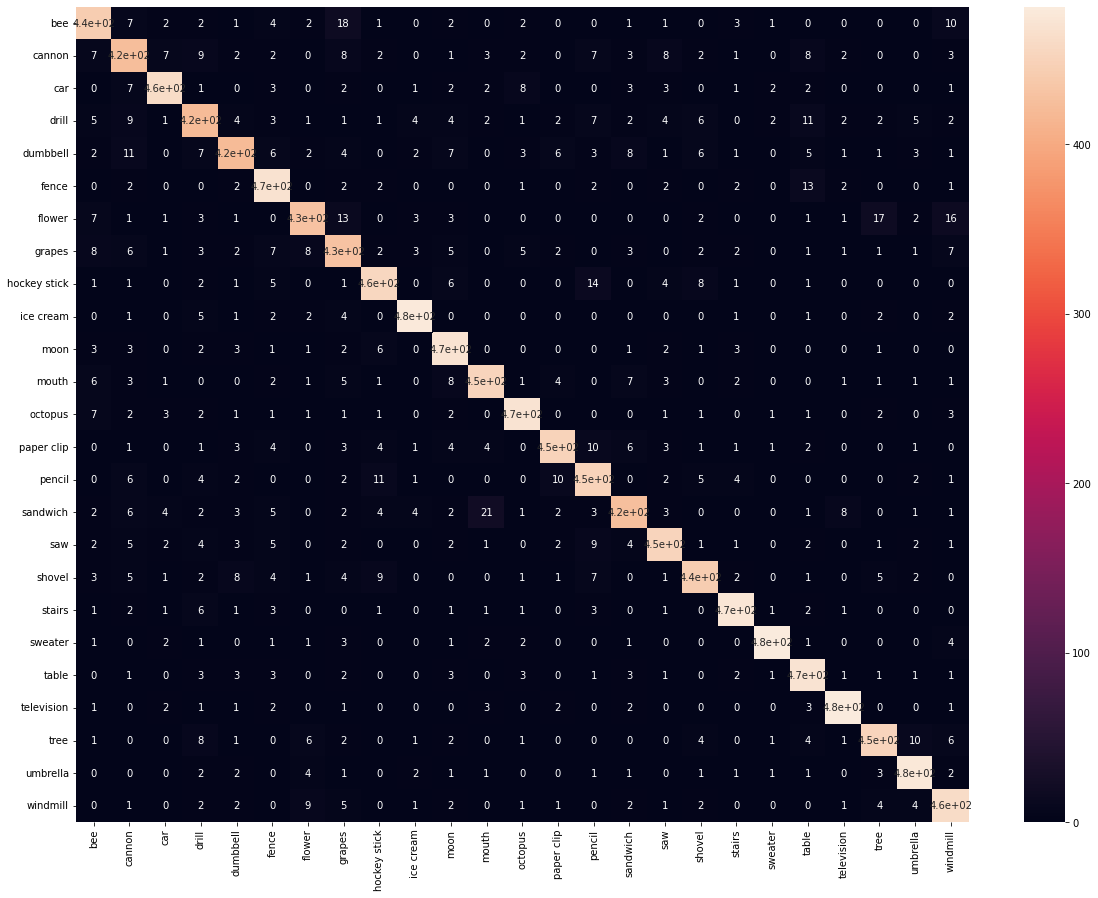 bee 4.4e+02 7 2 2 1 4 2 18 1 0 2 0 2 0 0 1 1 0 3 1 0 0 0 0 10
cannon 7 4.2e+02 7 9 2 2 0 8 2 0 1 3 2 0 7 3 8 2 1 0 8 2 0 0 3
400
car 0 7 4.6e+02 1 0 3 0 2 0 1 2 2 8 0 0 3 3 0 1 2 2 0 0 0 1
drill 5 9 1 4.2e+02 4 3 1 1 1 4 4 2 1 2 7 2 4 6 0 2 11 2 2 5 2
dumbbell 2 11 0 7 4.2e+02 6 2 4 0 2 7 0 3 6 3 8 1 6 1 0 5 1 1 3 1
fence 0 2 0 0 2 4.7e+02 0 2 2 0 0 0 1 0 2 0 2 0 2 0 13 2 0 0 1
flower 7 1 1 3 1 0 4.3e+02 13 0 3 3 0 0 0 0 0 0 2 0 0 1 1 17 2 16
grapes 8 6 1 3 2 7 8 4.3e+02 2 3 5 0 5 2 0 3 0 2 2 0 1 1 1 1 7
hockey stick 1 1 0 2 1 5 0 1 4.6e+02 0 6 0 0 0 14 0 4 8 1 0 1 0 0 0 0
300
ice cream 0 1 0 5 1 2 2 4 0 4.8e+02 0 0 0 0 0 0 0 0 1 0 1 0 2 0 2
moon 3 3 0 2 3 1 1 2 6 0 4.7e+02 0 0 0 0 1 2 1 3 0 0 0 1 0 0
mouth 6 3 1 0 0 2 1 5 1 0 8 4.5e+02 1 4 0 7 3 0 2 0 0 1 1 1 1
octopus 7 2 3 2 1 1 1 1 1 0 2 0 4.7e+02 0 0 0 1 1 0 1 1 0 2 0 3
paper clip 0 1 0 1 3 4 0 3 4 1 4 4 0 4.5e+02 10 6 3 1 1 1 2 0 0 1 0
200
pencil 0 6 0 4 2 0 0 2 11 1 0 0 0 10 4.5e+02 0 2 5 4 0 0 0 0 2 1
sandwich 2 6 4 2 3 5 0 2 4 4 2 21 1 2 3 4.2e+02 3 0 0 0 1 8 0 1 1
saw 2 5 2 4 3 5 0 2 0 0 2 1 0 2 9 4 4.5e+02 1 1 0 2 0 1 2 1
shovel 3 5 1 2 8 4 1 4 9 0 0 0 1 1 7 0 1 4.4e+02 2 0 1 0 5 2 0
stairs 1 2 1 6 1 3 0 0 1 0 1 1 1 0 3 0 1 0 4.7e+02 1 2 1 0 0 0
100
sweater 1 0 2 1 0 1 1 3 0 0 1 2 2 0 0 1 0 0 0 4.8e+02 1 0 0 0 4
table 0 1 0 3 3 3 0 2 0 0 3 0 3 0 1 3 1 0 2 1 4.7e+02 1 1 1 1
television 1 0 2 1 1 2 0 1 0 0 0 3 0 2 0 2 0 0 0 0 3 4.8e+02 0 0 1
tree 1 0 0 8 1 0 6 2 0 1 2 0 1 0 0 0 0 4 0 1 4 1 4.5e+02 10 6
umbrella 0 0 0 2 2 0 4 1 0 2 1 1 0 0 1 1 0 1 1 1 1 0 3 4.8e+02 2
windmill 0 1 0 2 2 0 9 5 0 1 2 0 1 1 0 2 1 2 0 0 0 1 4 4 4.6e+02
0
bee cannon car drill dumbbell fence flower grapes hockey stick ice cream moon mouth octopus paper clip pencil sandwich saw shovel stairs sweater table television tree umbrella windmill